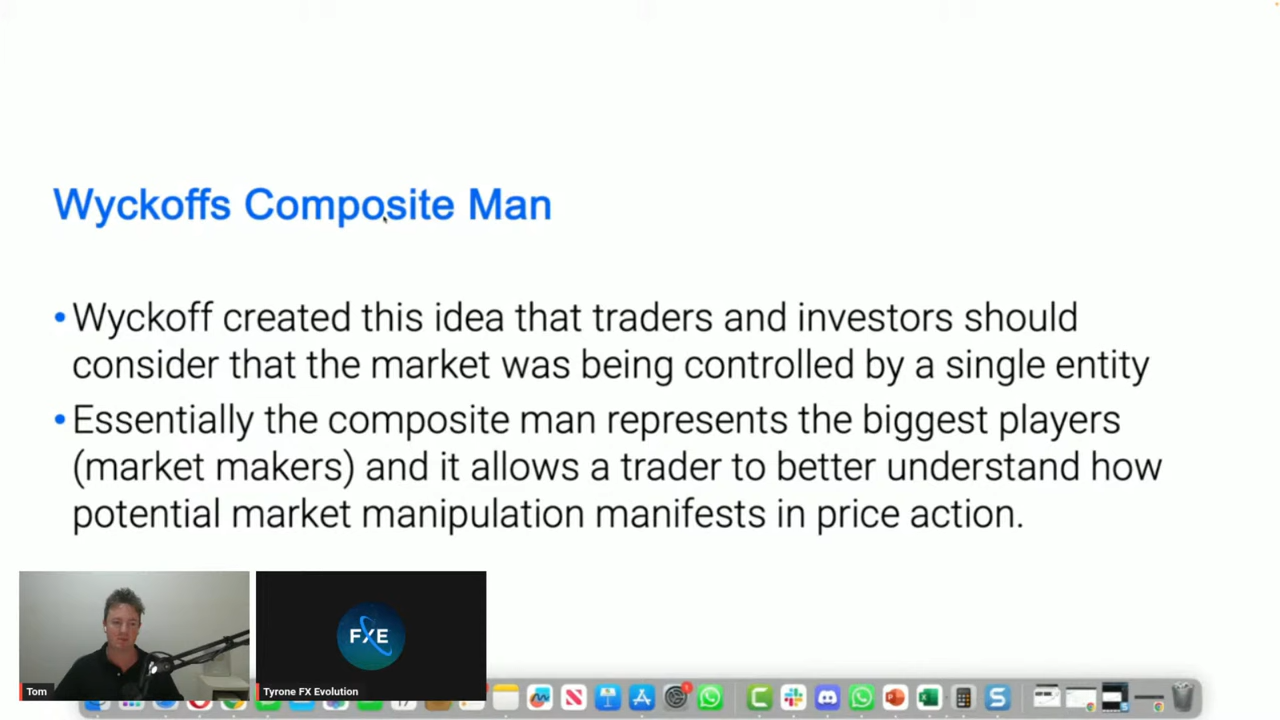 Wyckoffs Composite Man
•Wyckoff created this idea that traders and investors should
consider that the market was being controlled by a single entity
•Essentially the composite man represents the biggest players
(market makers) and it allows a trader to better understand how
potential market manipulation manifests in price action.
FXE
Tom
Tyrone FX Evolution
17